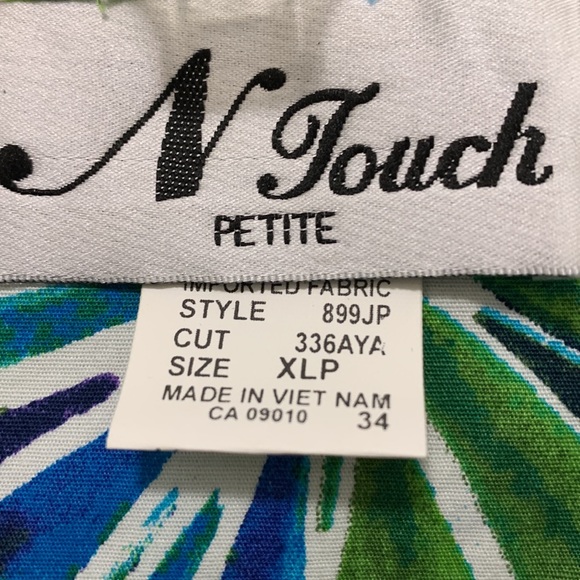 N Touch
PETITE
IMPORTED FABRIC
STYLE 899JP
CUT 336AYA
SIZE XLP
MADE IN VIET NAM
CA 09010 34